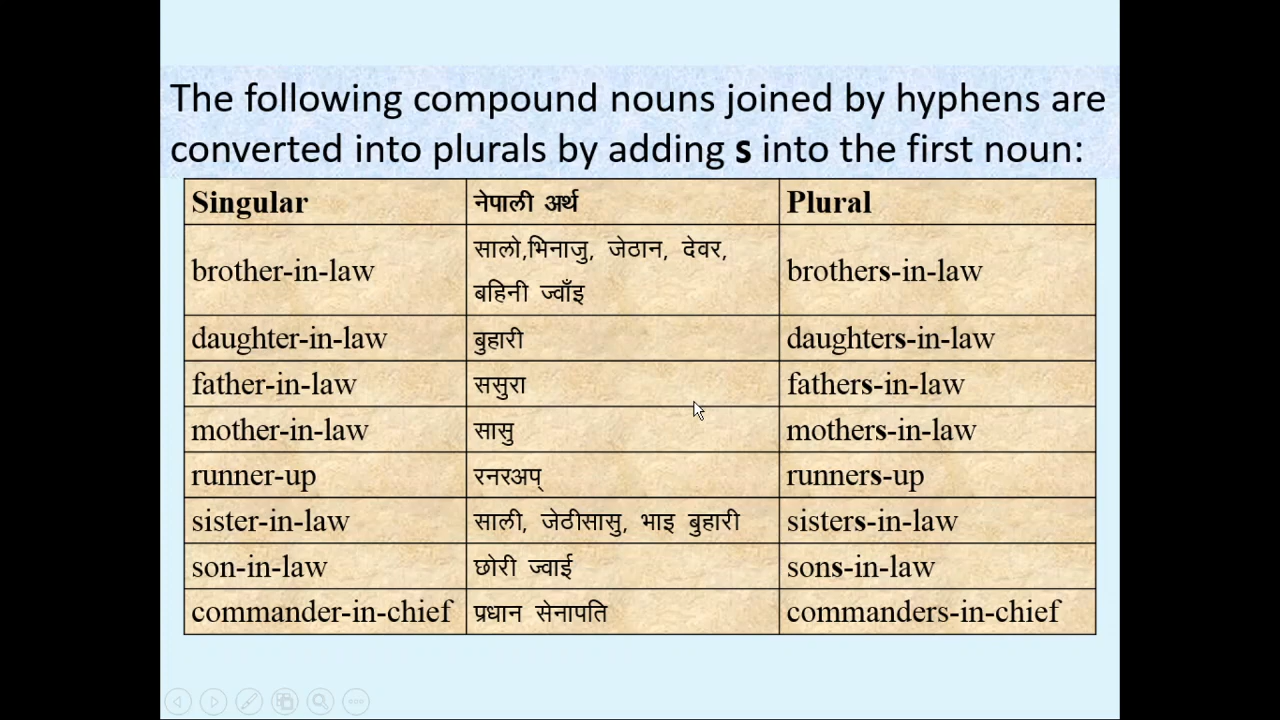 The following compound nouns joined by hyphens are
converted into plurals by adding s into the first noun:
Singular नेपाली अर्थ Plural
brother-in-law सालो,भिनाजु, जेठान, देवर, brothers-in-law
बहिनी ज्वाँइ
daughter-in-law बुहारी daughters-in-law
father-in-law ससुरा fathers-in-law
mother-in-law सासु mothers-in-law
runner-up रनरअप् runners-up
sister-in-law साली, जेठीसासु, भाइ बुहारी sisters-in-law
son-in-law छोरी ज्वाई sons-in-law
commander-in-chief प्रधान सेनापति commanders-in-chief